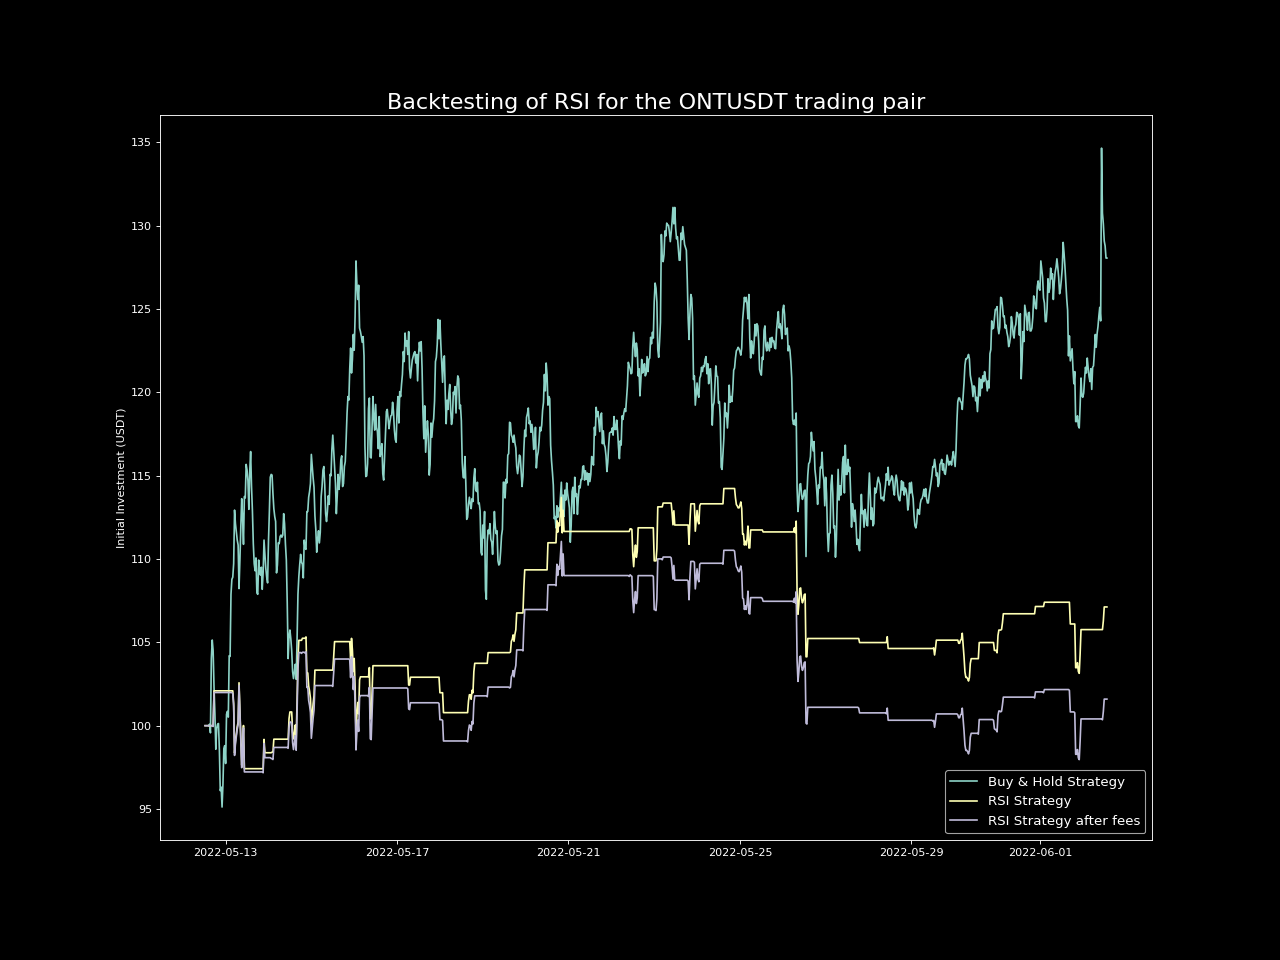 Backtesting of RSI for the ONTUSDT trading pair
Initial Investment (USDT)
135
130
125
120
115
110
105
100
95
2022-05-13 2022-05-17 2022-05-21 2022-05-25 2022-05-29 2022-06-01
Buy & Hold Strategy
RSI Strategy
RSI Strategy after fees